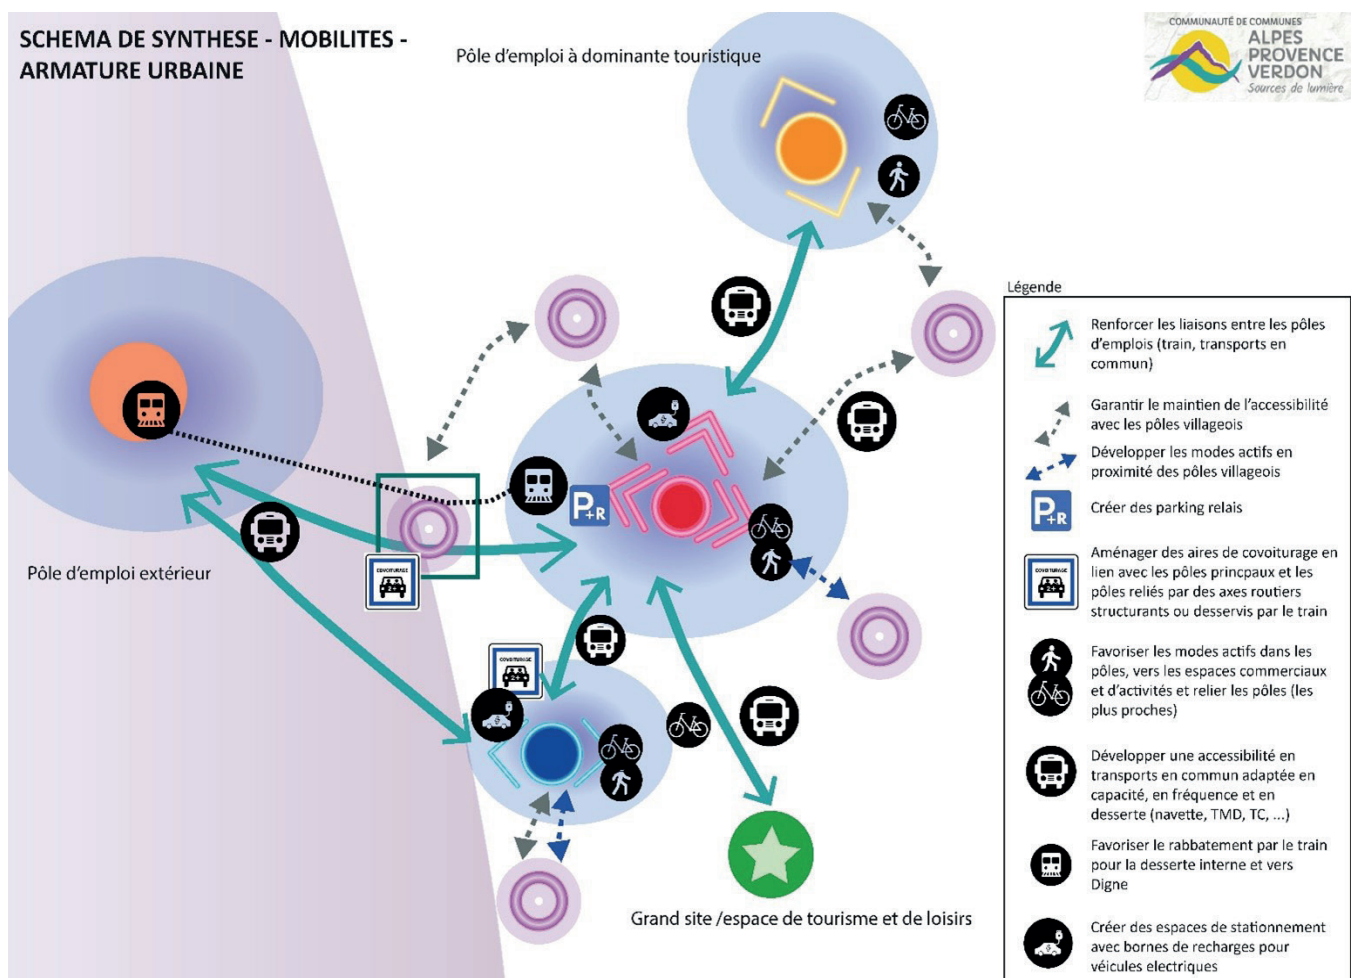 SCHEMA DE SYNTHESE - MOBILITES -
ARMATURE URBAINE
Pôle d'emploi à dominante touristique
COMMUNAUTÉ DE COMMUNES
ALPES
PROVENCE
VERDON
Sources de lumière
Pôle d'emploi extérieur
P+R
COVOITURAGE
2+
COVOITURAGE
2+
Grand site /espace de tourisme et de loisirs
Légende
Renforcer les liaisons entre les pôles
d'emplois (train, transports en
commun)
Garantir le maintien de l'accessibilité
avec les pôles villageois
Développer les modes actifs en
proximité des pôles villageois
P+R
Créer des parking relais
COVOITURAGE
2+
Aménager des aires de covoiturage en
lien avec les pôles princpaux et les
pôles reliés par des axes routiers
structurants ou desservis par le train
Favoriser les modes actifs dans les
pôles, vers les espaces commerciaux
et d'activités et relier les pôles (les
plus proches)
Développer une accessibilité en
transports en commun adaptée en
capacité, en fréquence et en
desserte (navette, TMD, TC, ...)
Favoriser le rabbatement par le train
pour la desserte interne et vers
Digne
Créer des espaces de stationnement
avec bornes de recharges pour
véicules electriques